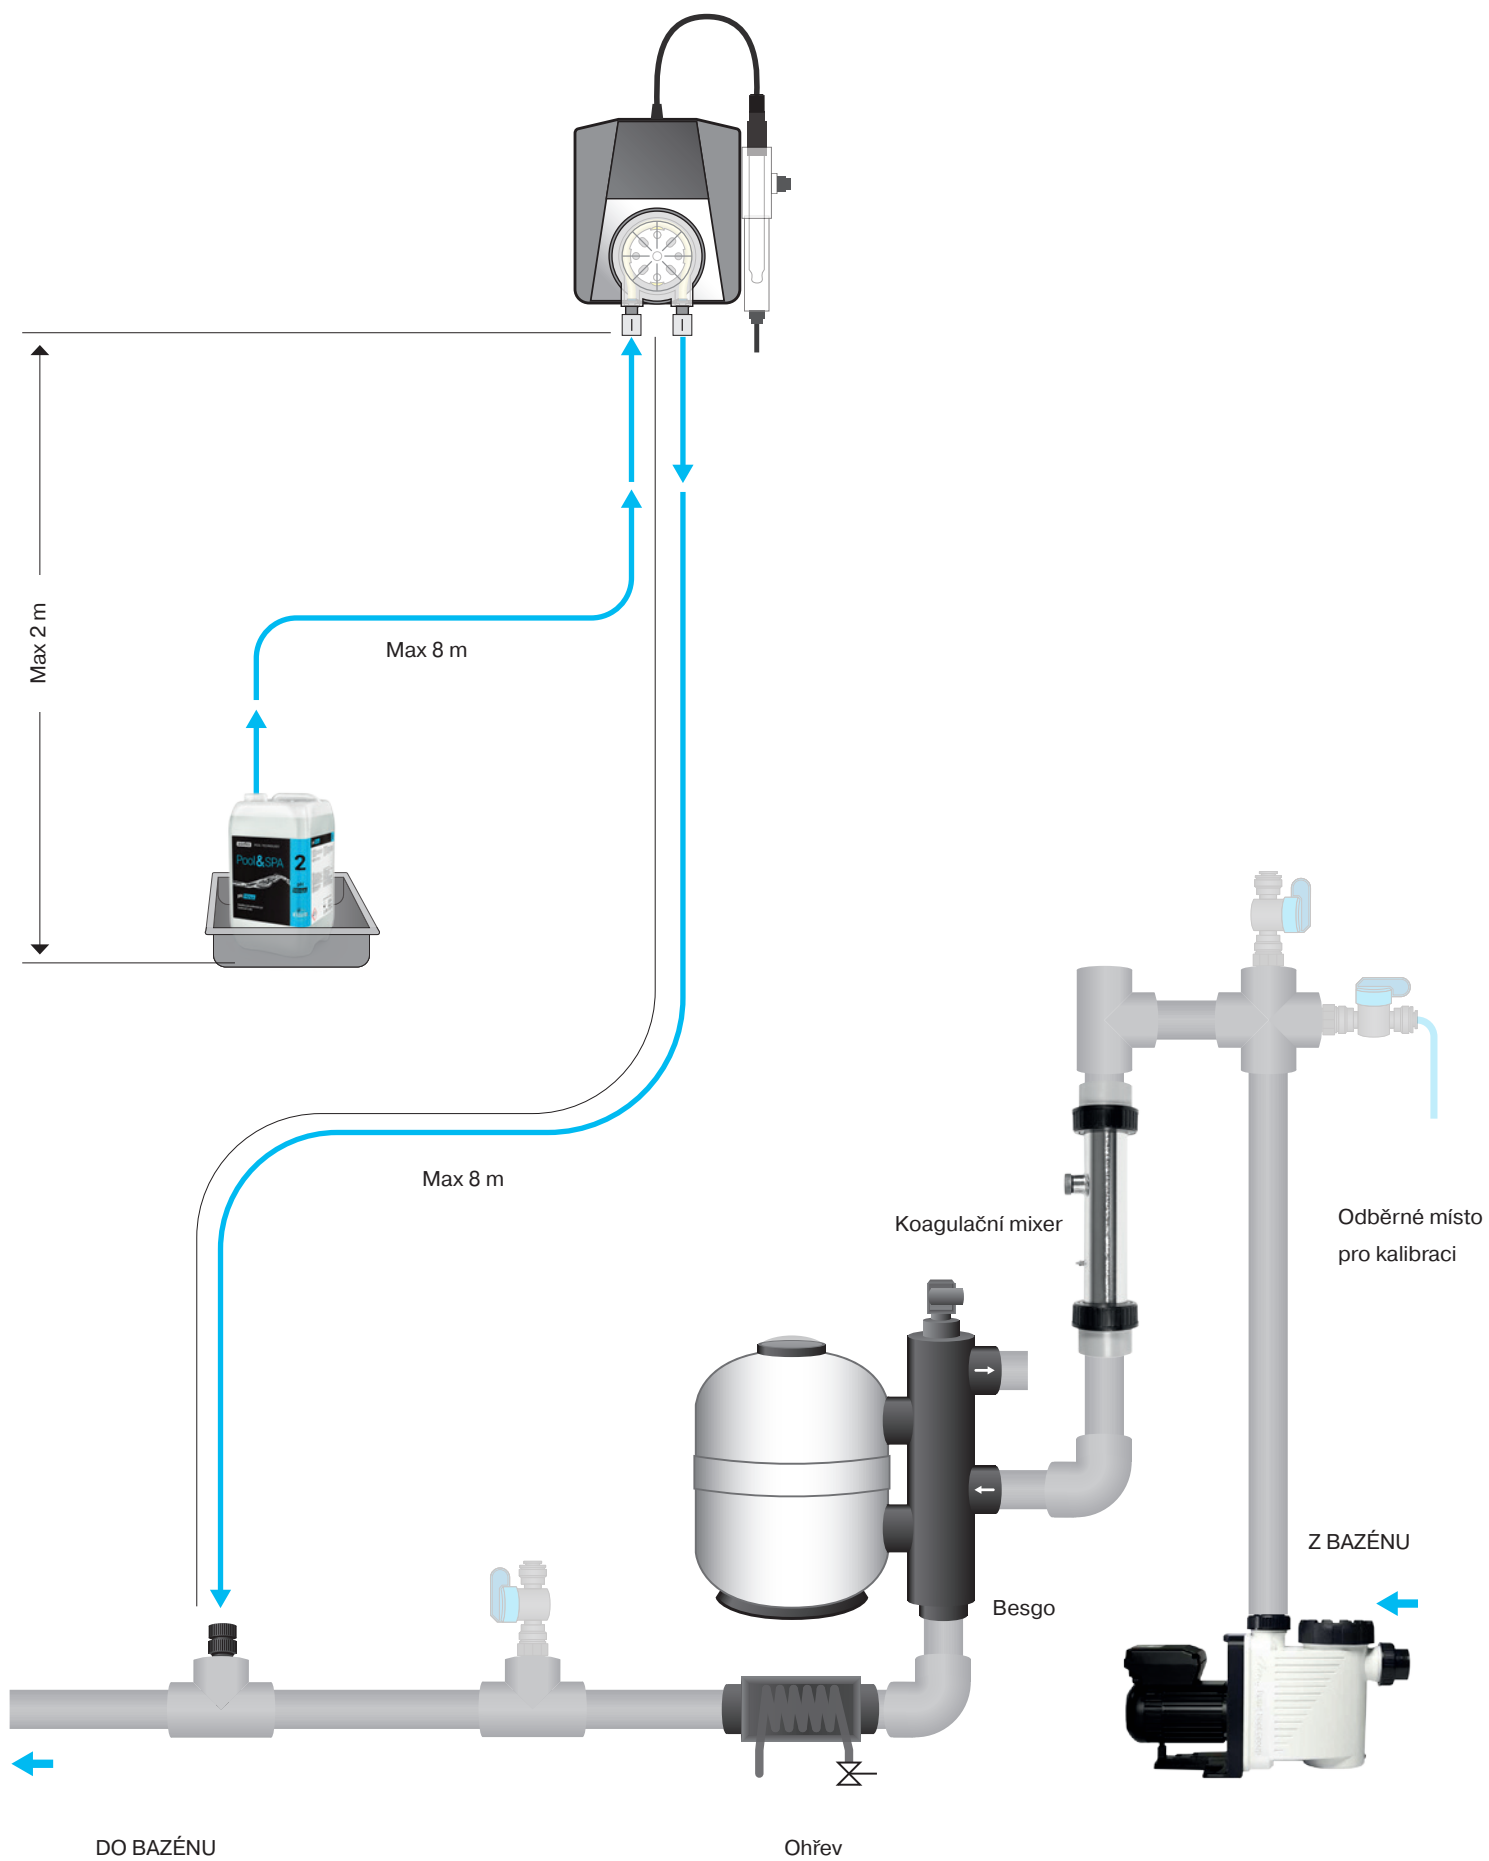 Max 2 m
Max 8 m
Pool&SPA
2
pH
Max 8 m
Koagulační mixer
Odběrné místo
pro kalibraci
Z BAZÉNU
Besgo
DO BAZÉNU
Ohřev